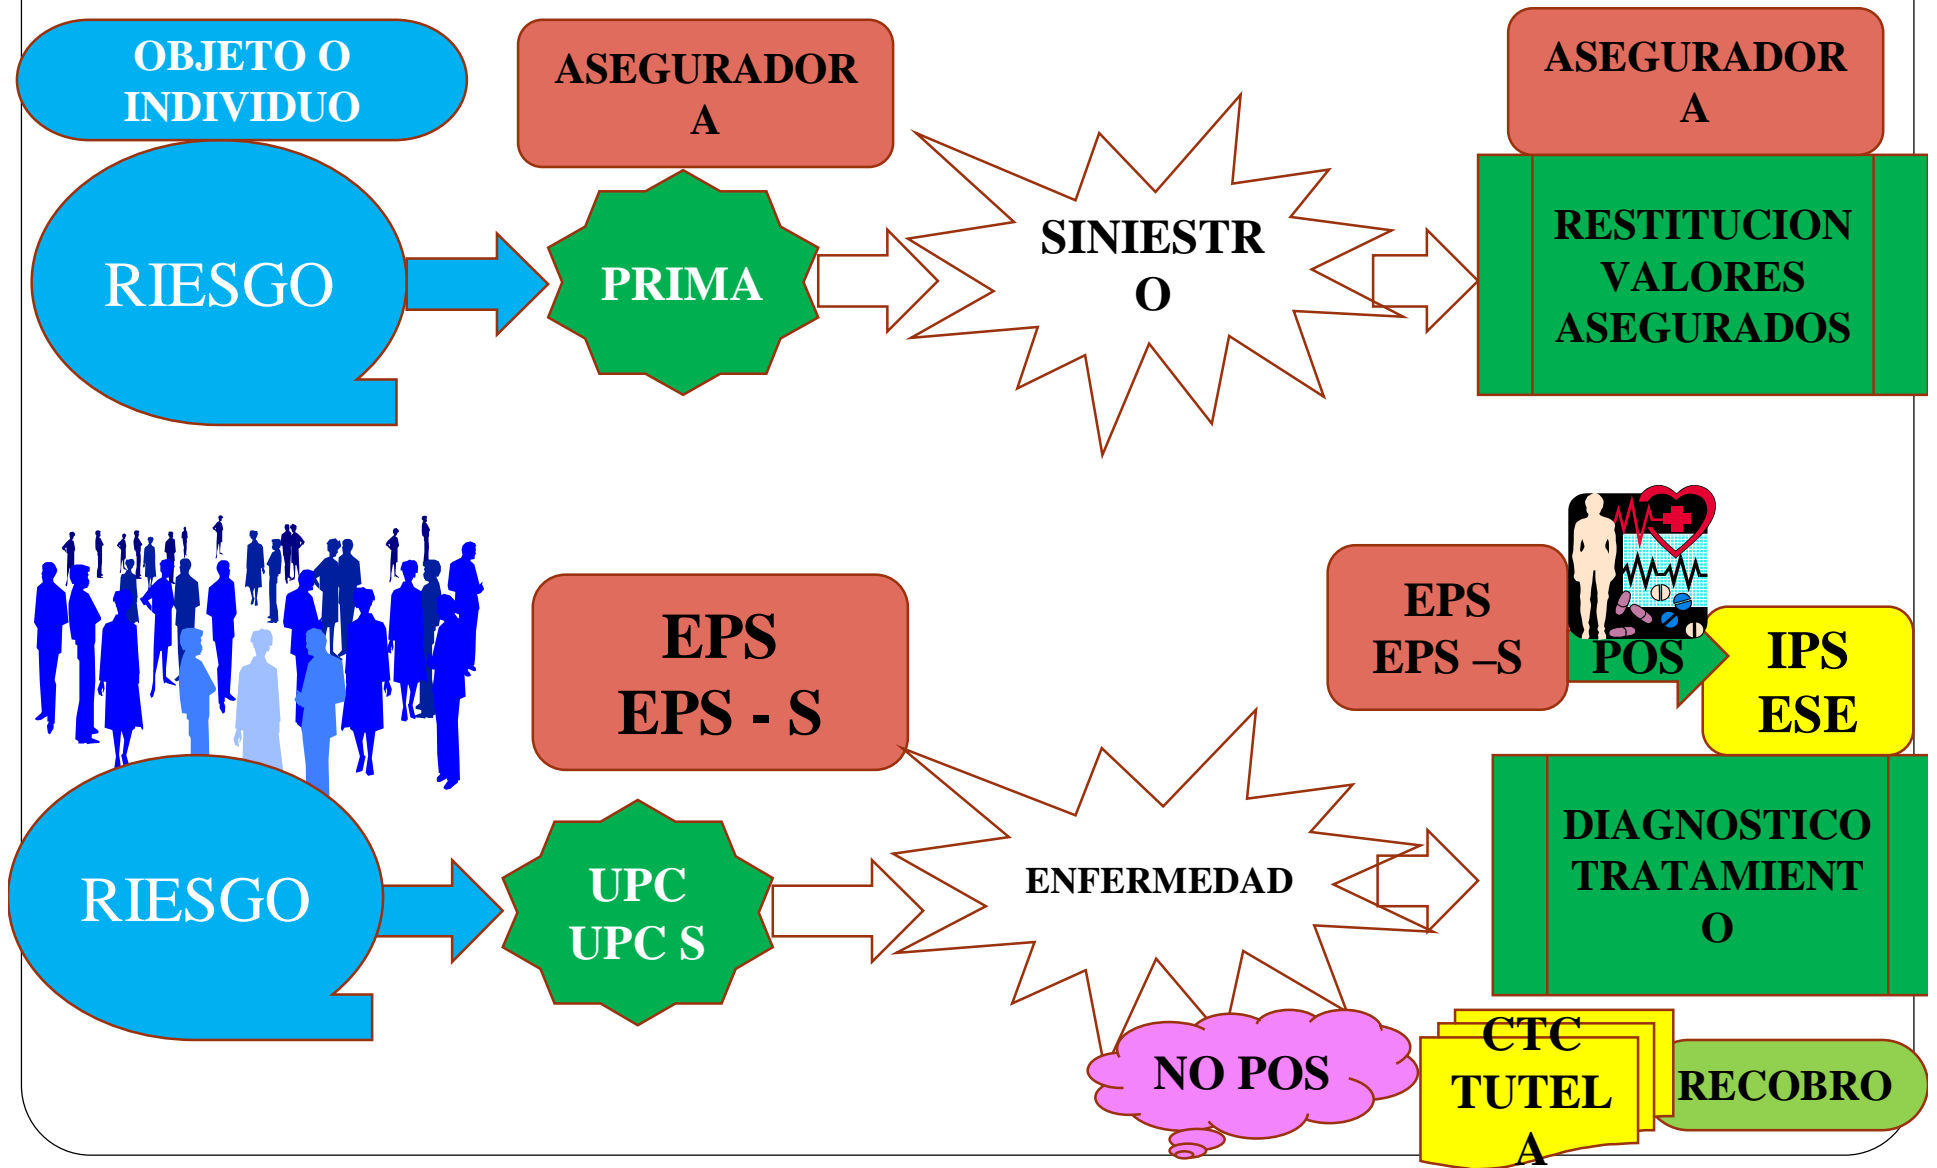 OBJETO O
INDIVIDUO
RIESGO
ASEGURADOR
A
PRIMA
SINIESTR
O
ASEGURADOR
A
RESTITUCION
VALORES
ASEGURADOS
RIESGO
EPS
EPS - S
UPC
UPC S
ENFERMEDAD
EPS
EPS –S
POS
IPS
ESE
DIAGNOSTICO
TRATAMIENT
O
NO POS
CTC
TUTEL
A
RECOBRO